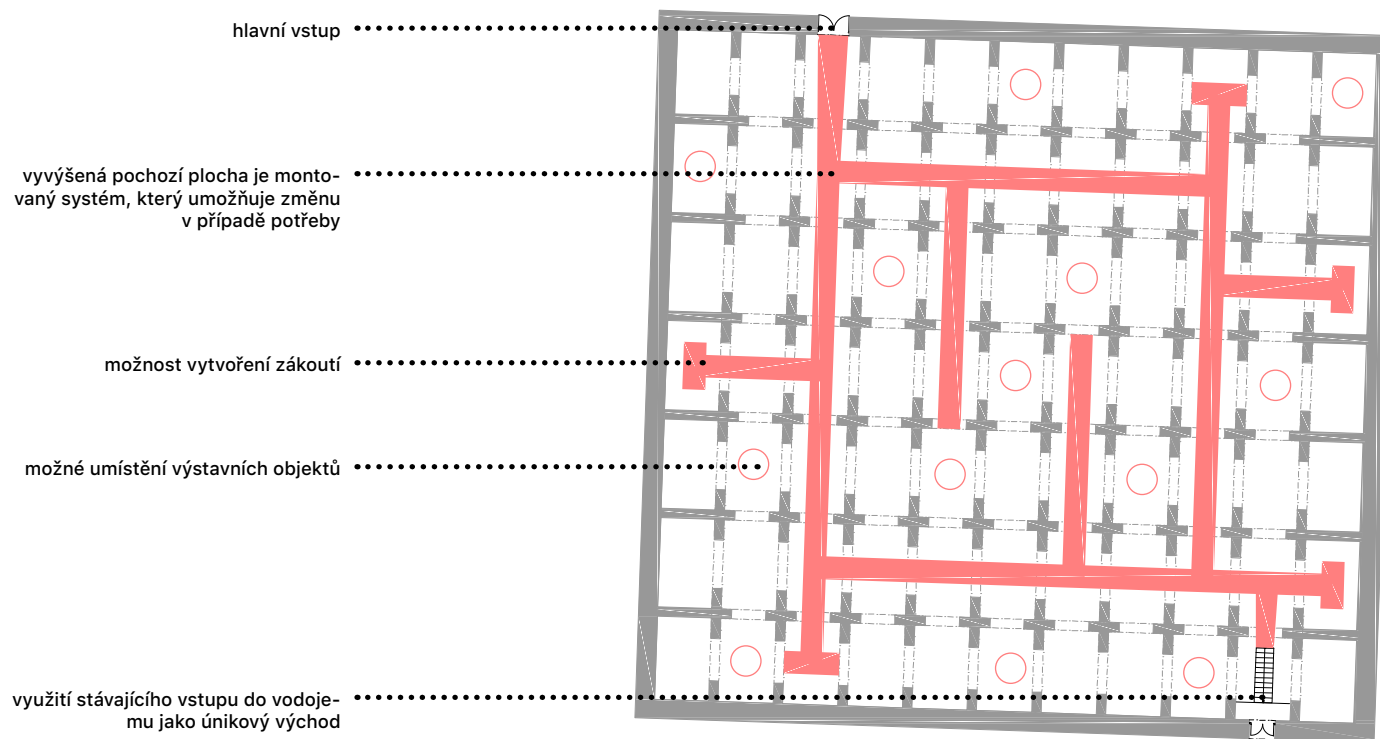 hlavní vstup
vyvýšená pochozí plocha je monto-
vaný systém, který umožňuje změnu
v případě potřeby
možnost vytvoření zákoutí
možné umístění výstavních objektů
využití stávajícího vstupu do vodoje-
mu jako únikový východ